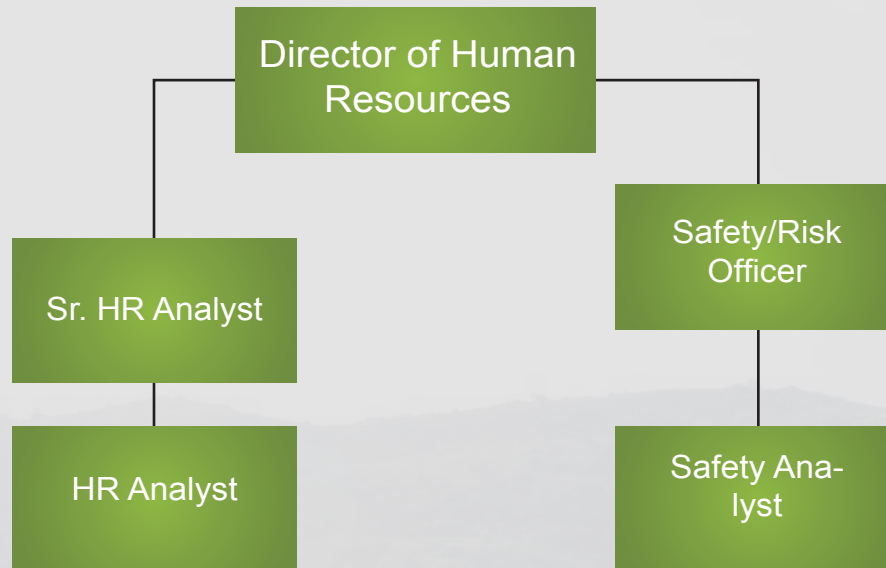 Director of Human
Resources
Safety/Risk
Officer
Sr. HR Analyst
HR Analyst
Safety Ana-
lyst